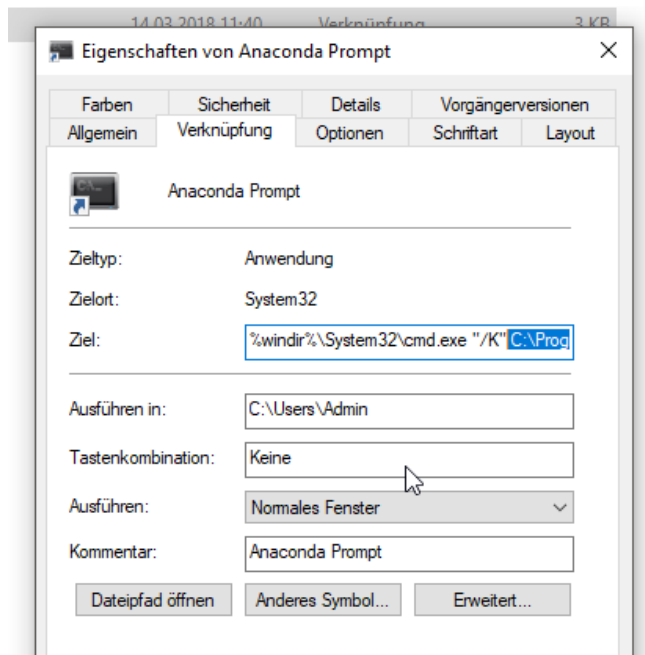 14.03.2018 11:40 Verknüpfung 3 KB
Eigenschaften von Anaconda Prompt
Farben Sicherheit Details Vorgängerversionen
Allgemein Verknüpfung Optionen Schriftart Layout
Anaconda Prompt
Zieltyp: Anwendung
Zielort: System32
Ziel: %windir%\System32\cmd.exe "/K" C:\Prog
Ausführen in: C:\Users\Admin
Tastenkombination: Keine
Ausführen: Normales Fenster
Kommentar: Anaconda Prompt
Dateipfad öffnen Anderes Symbol... Erweitert...